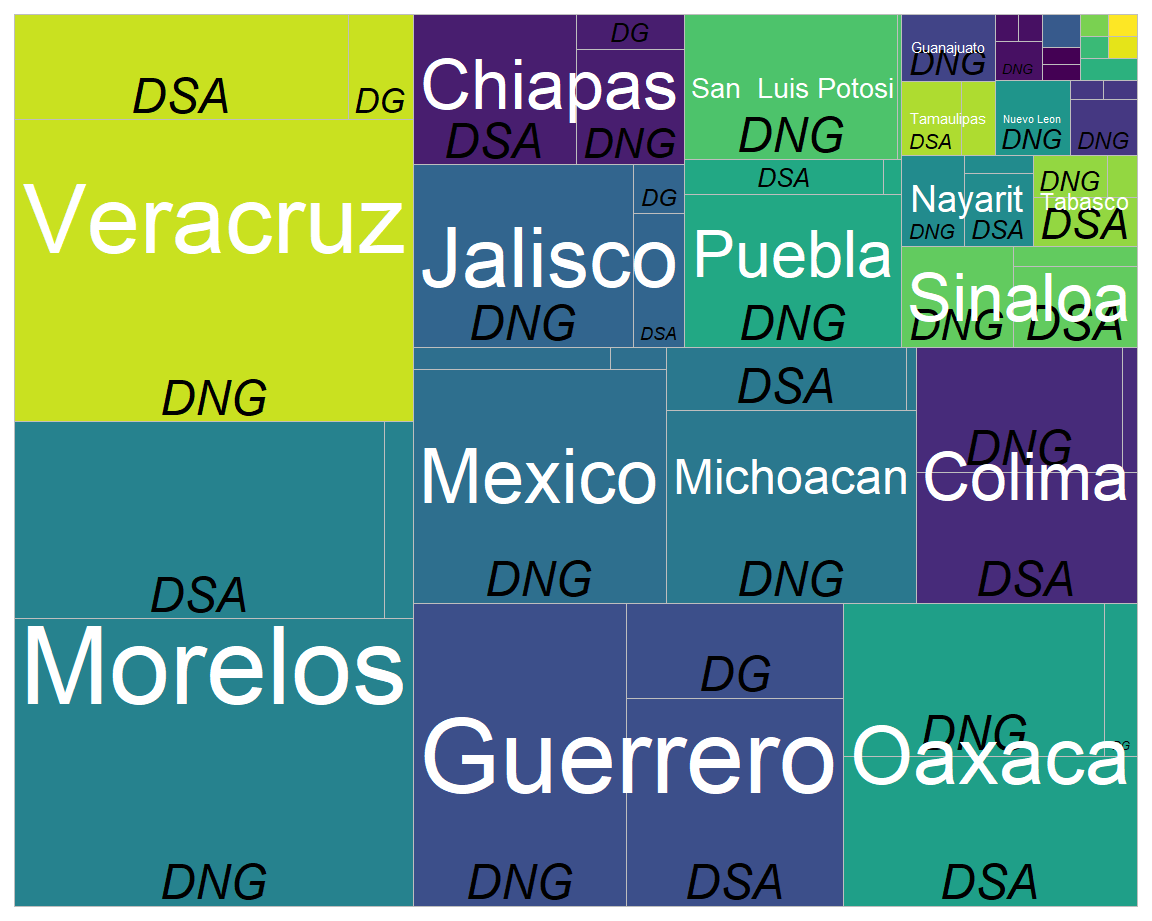 DSA
DG
Veracruz
DNG
DSA
Morelos
DNG
DG
Chiapas
DSA
DNG
DG
Jalisco
DNG
DSA
San Luis Potosi
DNG
DSA
Puebla
DNG
Guanajuato
DNG
DNG
Tamaulipas
DSA
Nuevo Leon
DNG
DNG
Nayarit
DNG
DSA
DNG
Tabasco
DSA
Sinaloa
DNG
DSA
Mexico
DNG
DSA
Michoacan
DNG
DNG
Colima
DSA
DG
Guerrero
DNG
DSA
DNG
DG
Oaxaca
DSA